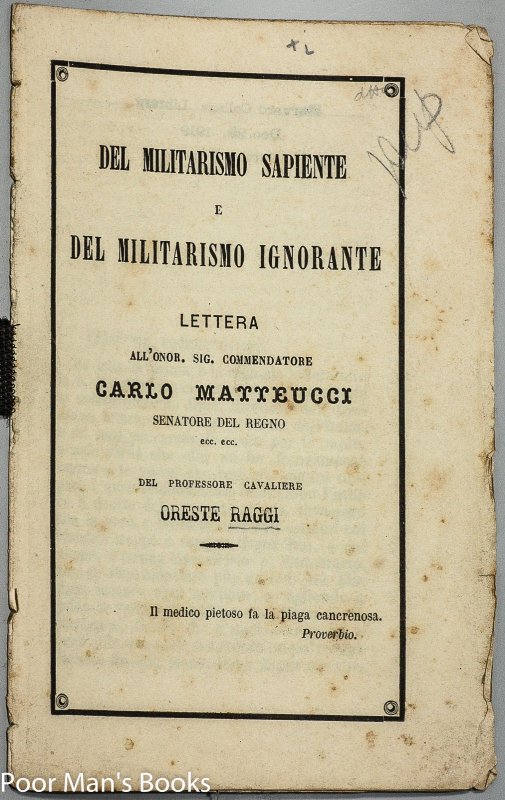 DEL MILITARISMO SAPIENTE
E
DEL MILITARISMO IGNORANTE
LETTERA
ALL'ONOR. SIG. COMMENDATORE
CARLO MATTEUCCI
SENATORE DEL REGNO
ecc. ecc.
DEL PROFESSORE CAVALIERE
ORESTE RAGGI
Il medico pietoso fa la piaga cancrenosa.
Proverbio.
Poor Man's Books